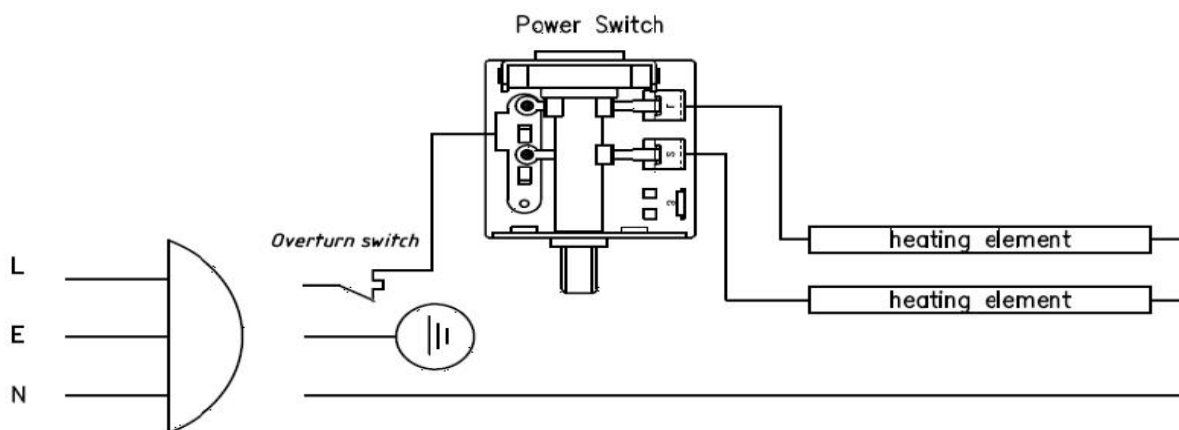 Power Switch
Overturn switch
heating element
heating element
L
E
N